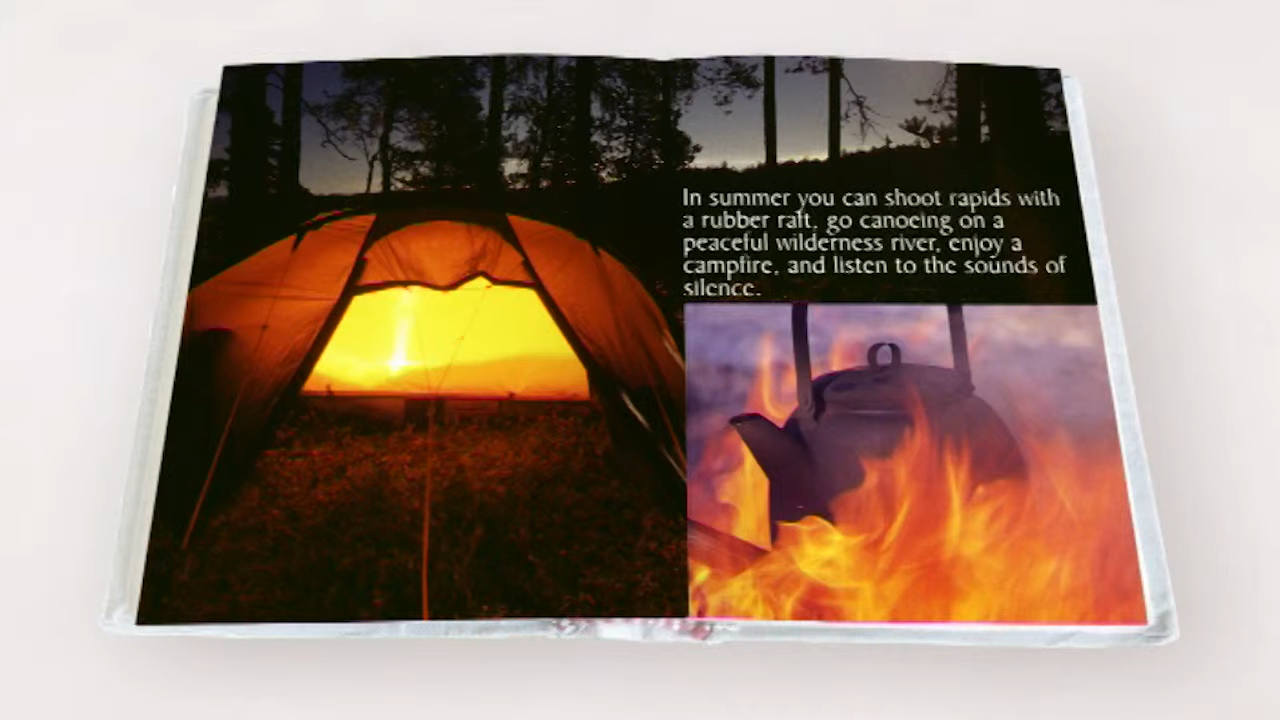 In summer you can shoot rapids with
a rubber raft, go canoeing on a
peaceful wilderness river, enjoy a
campfire, and listen to the sounds of
silence.